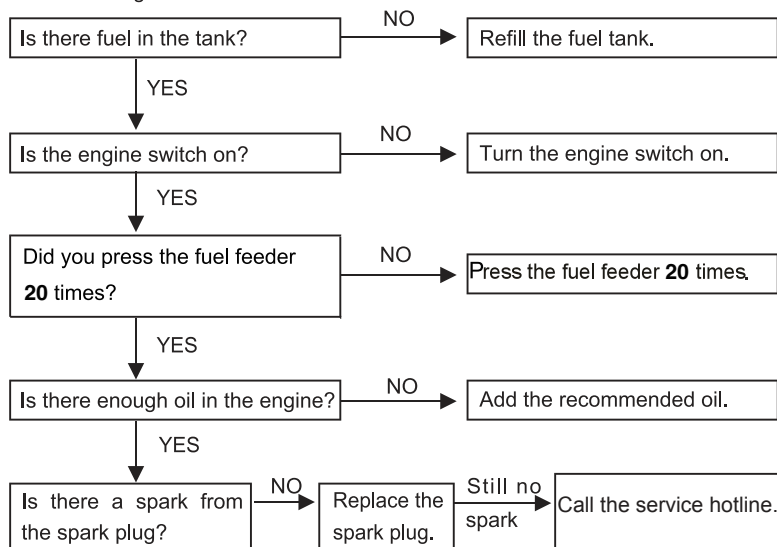 Is there fuel in the tank?
NO
Refill the fuel tank.
YES
Is the engine switch on?
NO
Turn the engine switch on.
YES
Did you press the fuel feeder
20 times?
NO
Press the fuel feeder 20 times.
YES
Is there enough oil in the engine?
NO
Add the recommended oil.
YES
Is there a spark from
the spark plug?
NO
Replace the
spark plug.
Still no
spark
Call the service hotline.